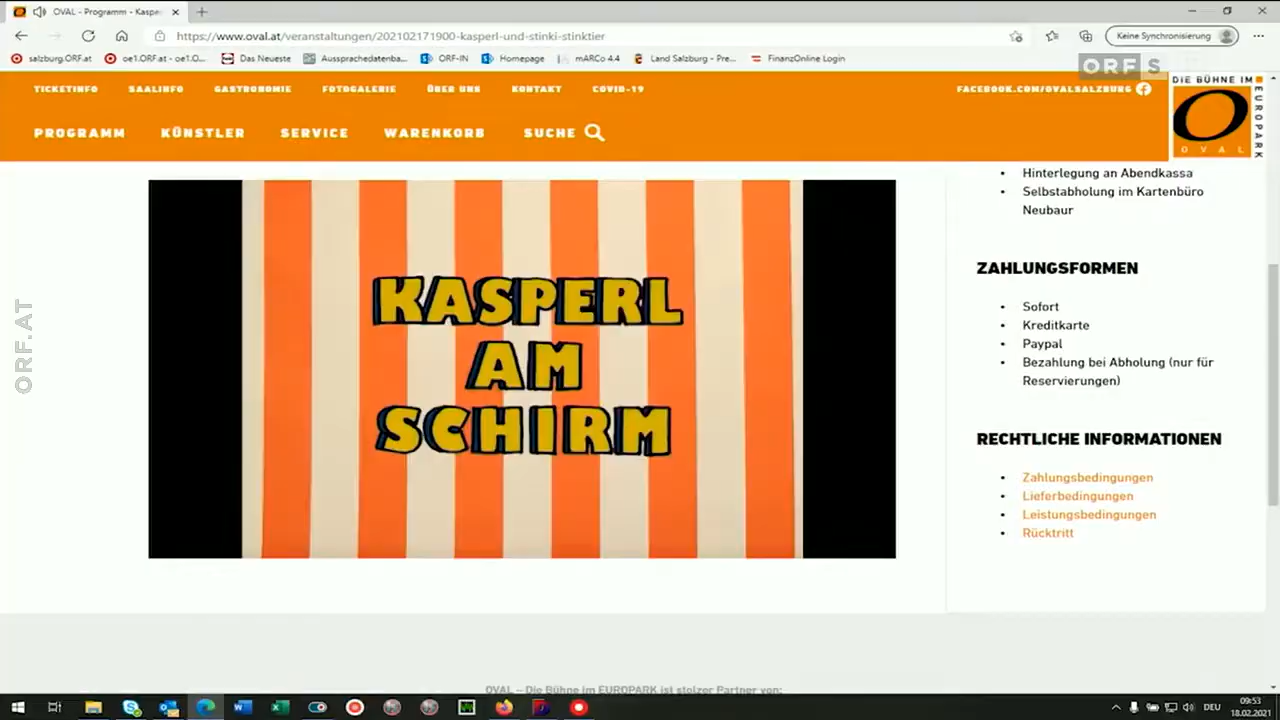 OVAL - Programm - Kaspe
https://www.oval.at/veranstaltungen/202102171900-kasperl-und-stinki-stinktier
Keine Synchronisierung
salzburg.ORF.at
oe1.ORF.at - oe1.O...
Das Neueste
Aussprachedatenba...
ORF-IN
Homepage
mARCo 4.4
Land Salzburg - Pre...
FinanzOnline Login
ORF S
TICKETINFO
SAALINFO
GASTRONOMIE
FOTOGALERIE
ÜBER UNS
KONTAKT
COVID-19
FACEBOOK.COM/OVALSALZBURG
DIE BÜHNE IM
EUROPARK
OVAL
PROGRAMM
KÜNSTLER
SERVICE
WARENKORB
SUCHE
Hinterlegung an Abendkassa
Selbstabholung im Kartenbüro
Neubaur
KASPERL
AM
SCHIRM
ZAHLUNGSFORMEN
Sofort
Kreditkarte
Paypal
Bezahlung bei Abholung (nur für
Reservierungen)
RECHTLICHE INFORMATIONEN
Zahlungsbedingungen
Lieferbedingungen
Leistungsbedingungen
Rücktritt
ORF.AT
OVAL – Die Bühne im EUROPARK ist stolzer Partner von:
DEU
09:53
18.02.2021